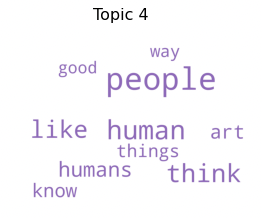 Topic 4
way
good
people
like human art
things
humans think
know